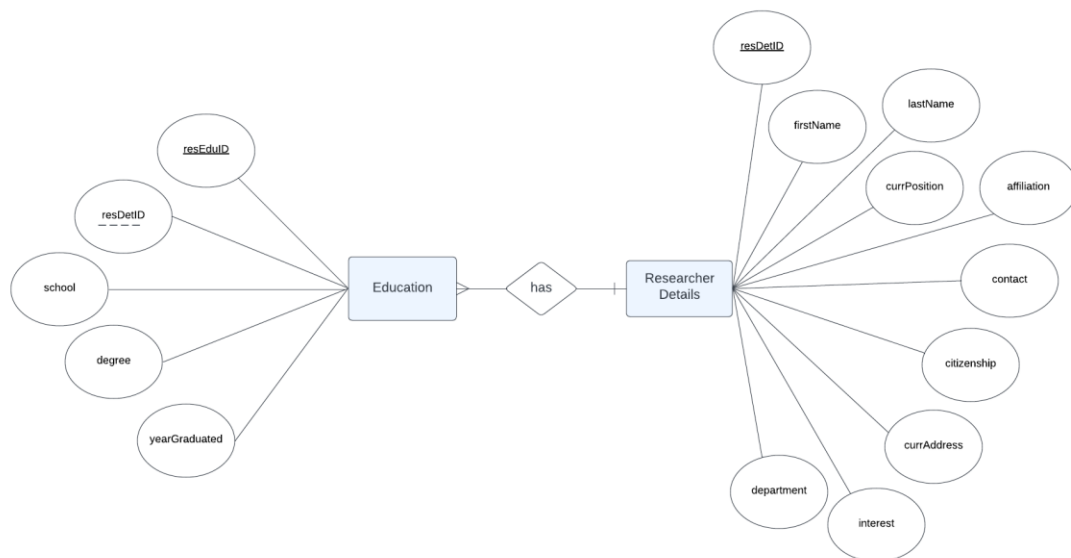 resDetID
lastName
firstName
resEduID
currPosition
affiliation
resDetID
school
Education
has
Researcher
Details
contact
degree
citizenship
yearGraduated
currAddress
department
interest